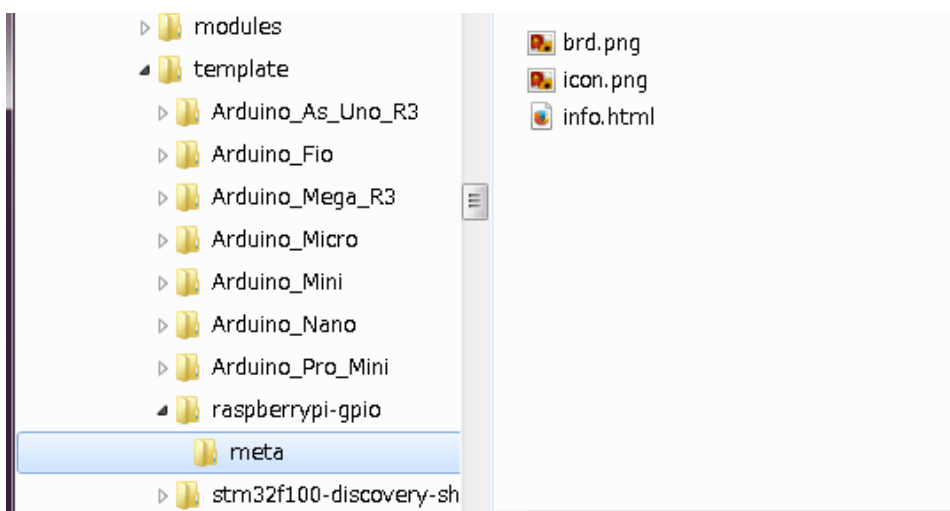 modules
template
Arduino_As_Uno_R3
Arduino_Fio
Arduino_Mega_R3
Arduino_Micro
Arduino_Mini
Arduino_Nano
Arduino_Pro_Mini
raspberrypi-gpio
meta
stm32f100-discovery-sh
brd.png
icon.png
info.html